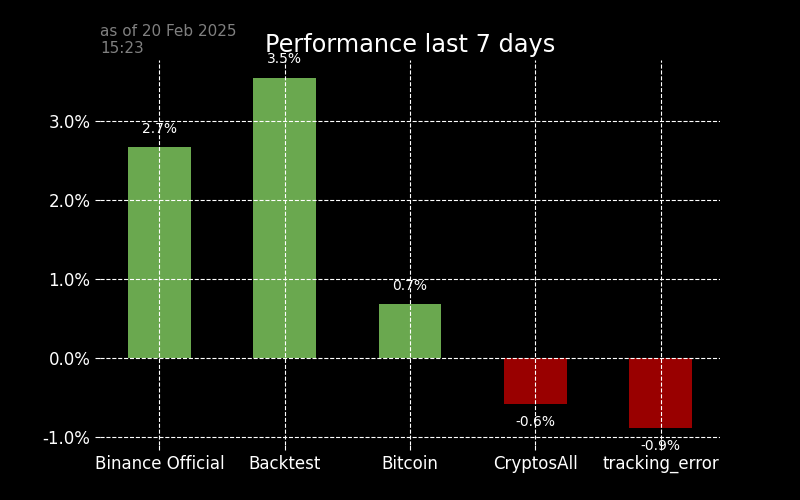 as of 20 Feb 2025
15:23
Performance last 7 days
3.5%
3.0%
2.7%
2.0%
1.0%
0.7%
0.0%
-0.6%
-1.0%
-0.9%
Binance Official
Backtest
Bitcoin
CryptosAll
tracking_error